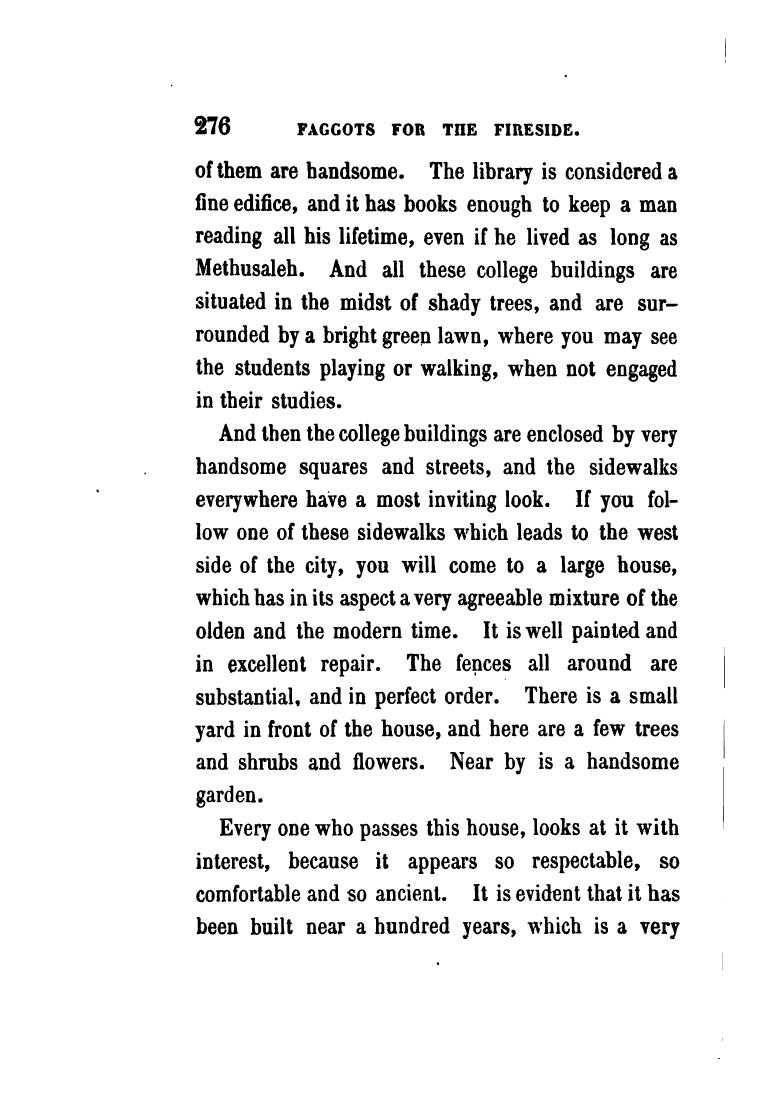 276 FAGGOTS FOR THE FIRESIDE.
of them are handsome. The library is considered a
fine edifice, and it has books enough to keep a man
reading all his lifetime, even if he lived as long as
Methusaleh. And all these college buildings are
situated in the midst of shady trees, and are sur-
rounded by a bright green lawn, where you may see
the students playing or walking, when not engaged
in their studies.
And then the college buildings are enclosed by very
handsome squares and streets, and the sidewalks
everywhere have a most inviting look. If you fol-
low one of these sidewalks which leads to the west
side of the city, you will come to a large house,
which has in its aspect a very agreeable mixture of the
olden and the modern time. It is well painted and
in excellent repair. The fences all around are
substantial, and in perfect order. There is a small
yard in front of the house, and here are a few trees
and shrubs and flowers. Near by is a handsome
garden.
Every one who passes this house, looks at it with
interest, because it appears so respectable, so
comfortable and so ancient. It is evident that it has
been built near a hundred years, which is a very